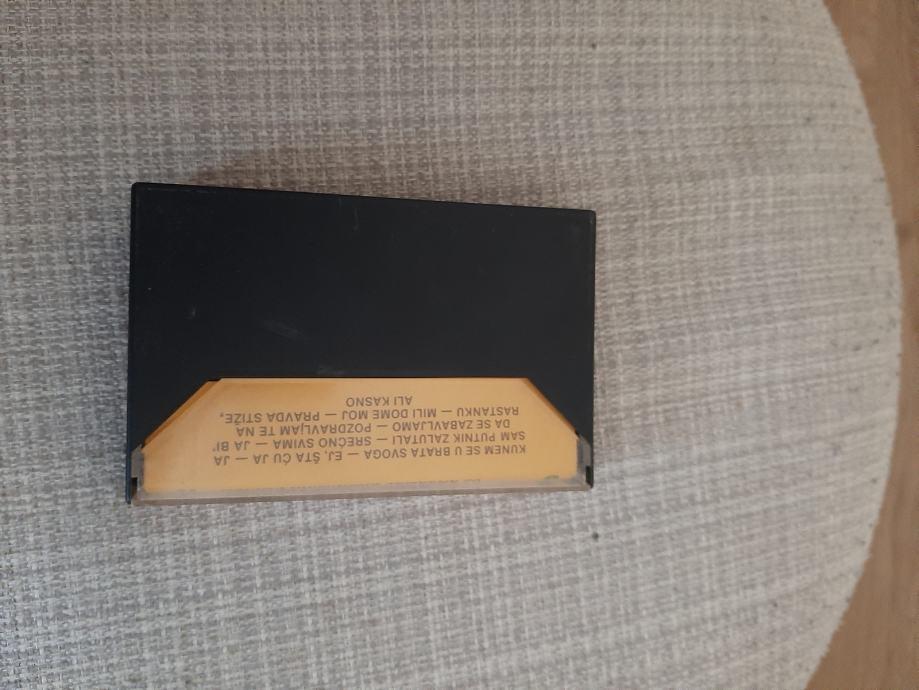 KUNEM SE U BRATA SVOGA — EJ, ŠTA ĆU JA — JA
SAM PUTNIK ZALUTALI — SREĆNO SVIMA — JA BI'
DA SE ZABAVLJAMO — POZDRAVLJAM TE NA
RASTANKU — MILI DOME MOJ — PRAVDA STIŽE,
ALI KASNO